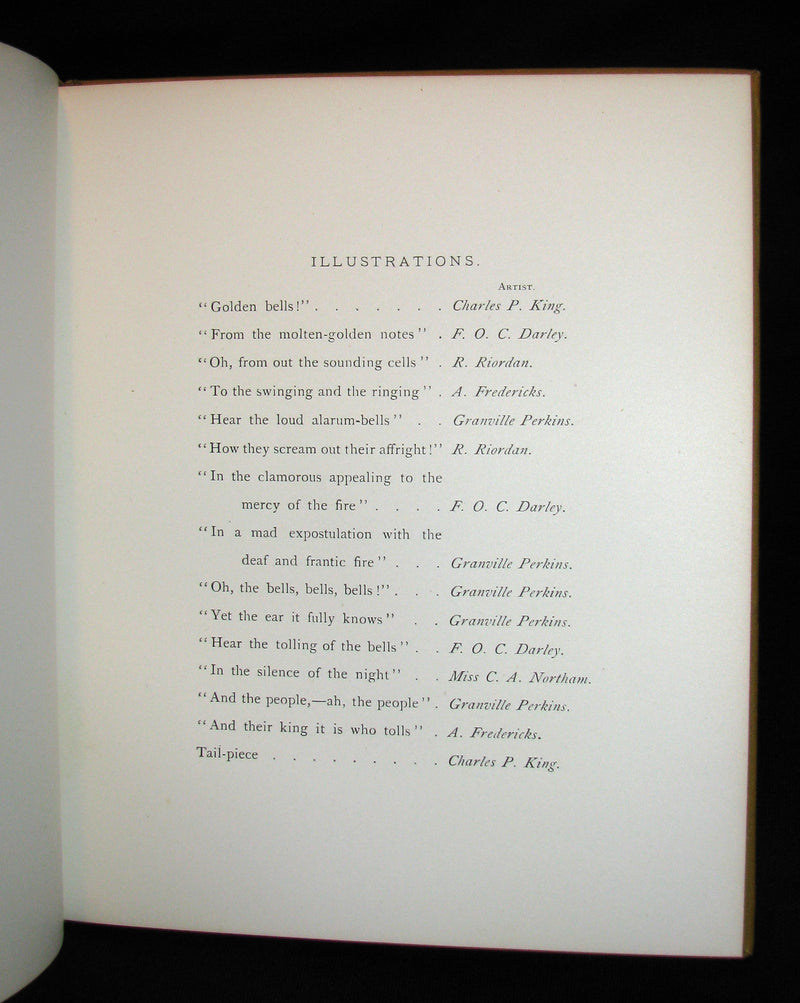 ILLUSTRATIONS.
ARTIST.
“Golden bells!” . . . . . . . Charles P. King.
“From the molten-golden notes” . F. O. C. Darley.
“Oh, from out the sounding cells” . R. Riordan.
“To the swinging and the ringing” . A. Fredericks.
“Hear the loud alarum-bells” . . Granville Perkins.
“How they scream out their affright!” R. Riordan.
“In the clamorous appealing to the
mercy of the fire” . . . . F. O. C. Darley.
“In a mad expostulation with the
deaf and frantic fire” . . . Granville Perkins.
“Oh, the bells, bells, bells!” . . . Granville Perkins.
“Yet the ear it fully knows” . . Granville Perkins.
“Hear the tolling of the bells” . . F. O. C. Darley.
“In the silence of the night” . . Miss C. A. Northam.
“And the people,—ah, the people” . Granville Perkins.
“And their king it is who tolls” . A. Fredericks.
Tail-piece . . . . . . . . . Charles P. King.